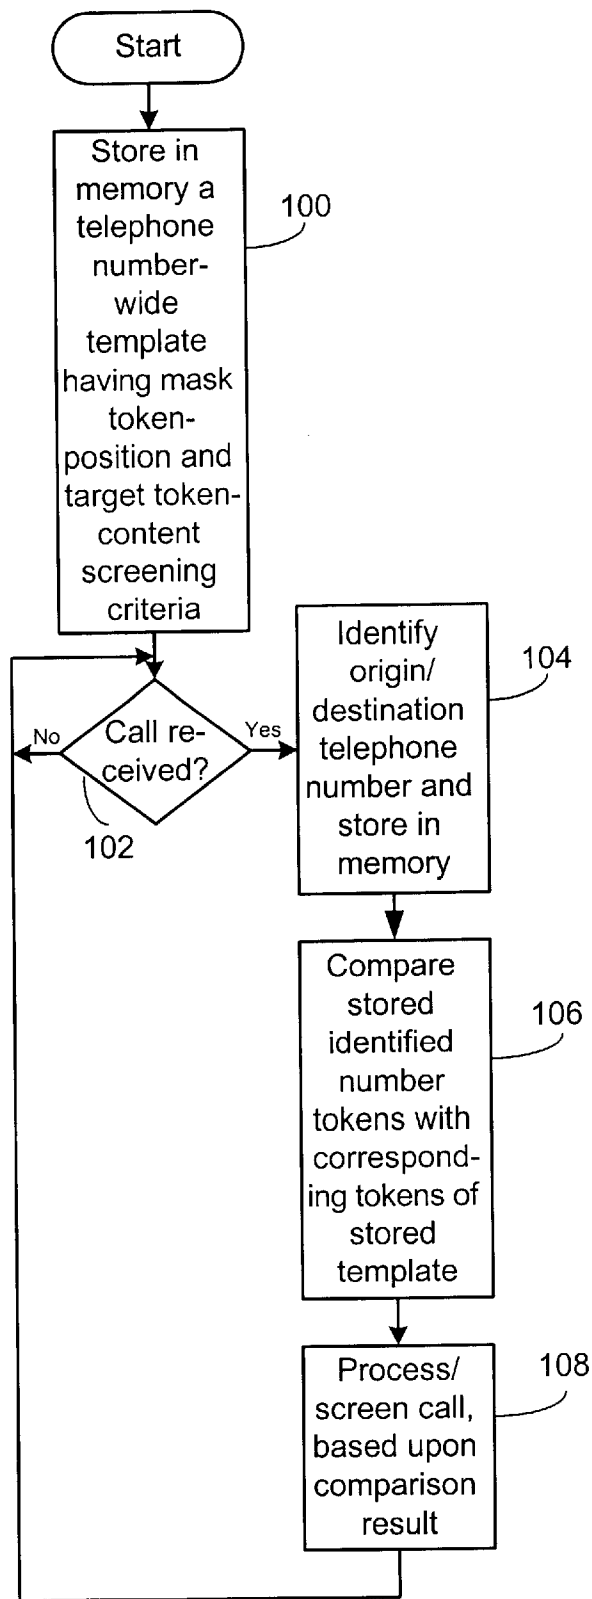 Start
Store in
memory a
telephone
number-
wide
template
having mask
token-
position and
target token-
content
screening
criteria
100
Call re-
ceived?
No
Yes
102
Identify
origin/
destination
telephone
number and
store in
memory
104
Compare
stored
identified
number
tokens with
correspond-
ing tokens of
stored
template
106
Process/
screen call,
based upon
comparison
result
108